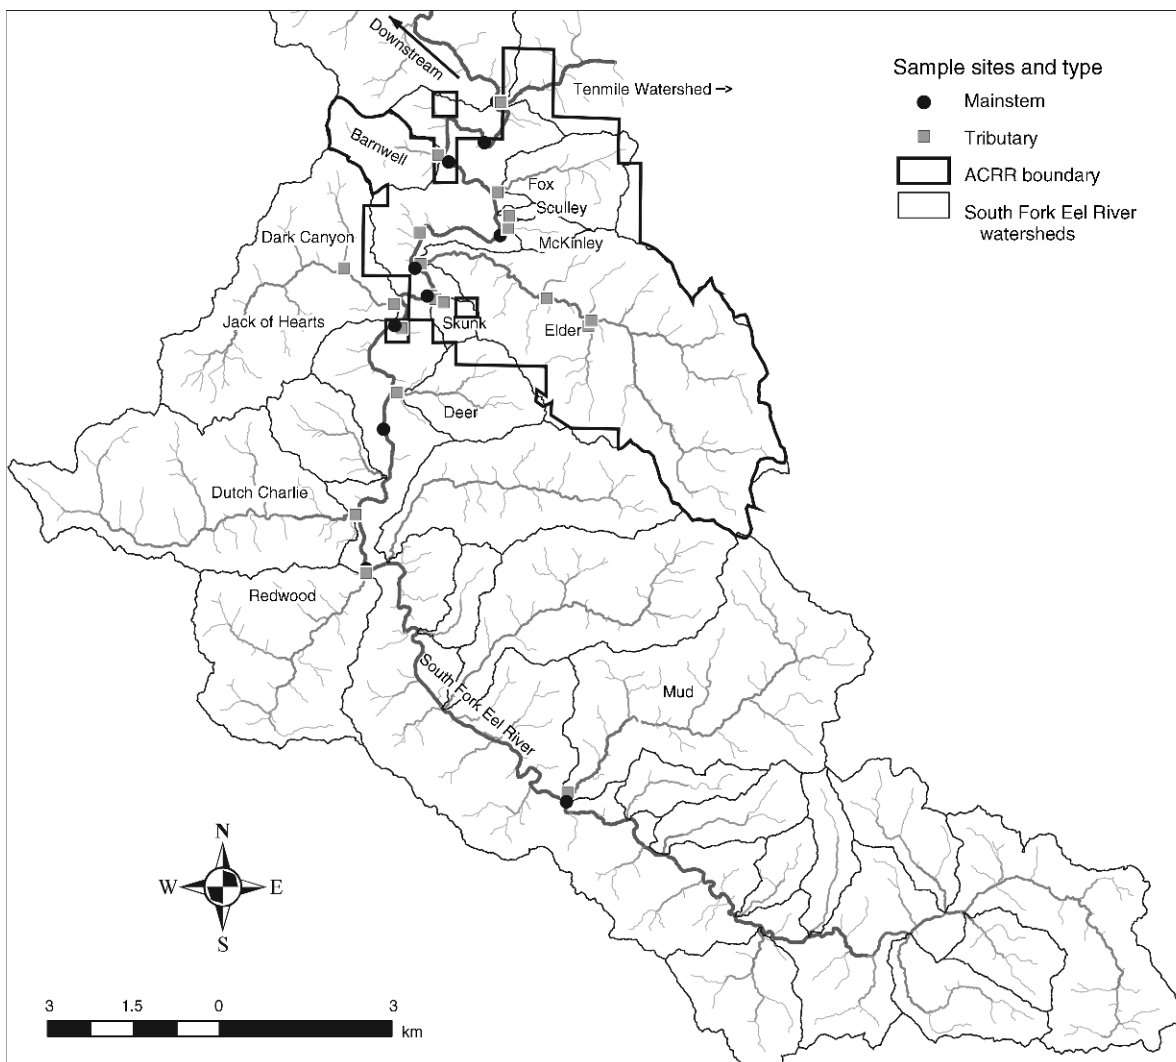 Downstream
Sample sites and type
Tenmile Watershed ->
Mainstem
Tributary
Barnwell
ACRR boundary
Fox
Sculley
South Fork Eel River
watersheds
Dark Canyon
McKinley
Jack of Hearts
Skunk
Elder
Deer
Dutch Charlie
Redwood
South Fork Eel River
Mud
N
W
E
S
3
1.5
0
3
km